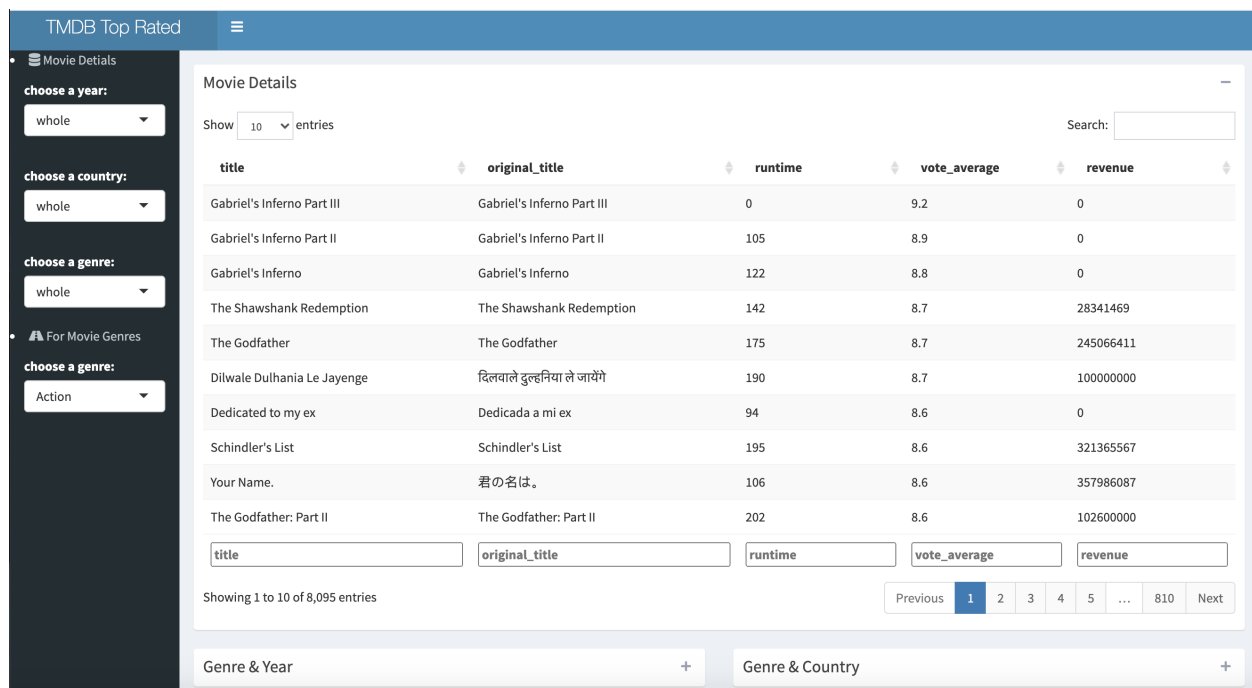 TMDB Top Rated
Movie Detials
choose a year:
whole
choose a country:
whole
choose a genre:
whole
For Movie Genres
choose a genre:
Action
Movie Details
Show 10 entries Search:
title original_title runtime vote_average revenue
Gabriel's Inferno Part III Gabriel's Inferno Part III 0 9.2 0
Gabriel's Inferno Part II Gabriel's Inferno Part II 105 8.9 0
Gabriel's Inferno Gabriel's Inferno 122 8.8 0
The Shawshank Redemption The Shawshank Redemption 142 8.7 28341469
The Godfather The Godfather 175 8.7 245066411
Dilwale Dulhania Le Jayenge दिलवाले दुल्हनिया ले जायेंगे 190 8.7 100000000
Dedicated to my ex Dedicada a mi ex 94 8.6 0
Schindler's List Schindler's List 195 8.6 321365567
Your Name. 君の名は。 106 8.6 357986087
The Godfather: Part II The Godfather: Part II 202 8.6 102600000
title original_title runtime vote_average revenue
Showing 1 to 10 of 8,095 entries Previous 1 2 3 4 5 ... 810 Next
Genre & Year Genre & Country